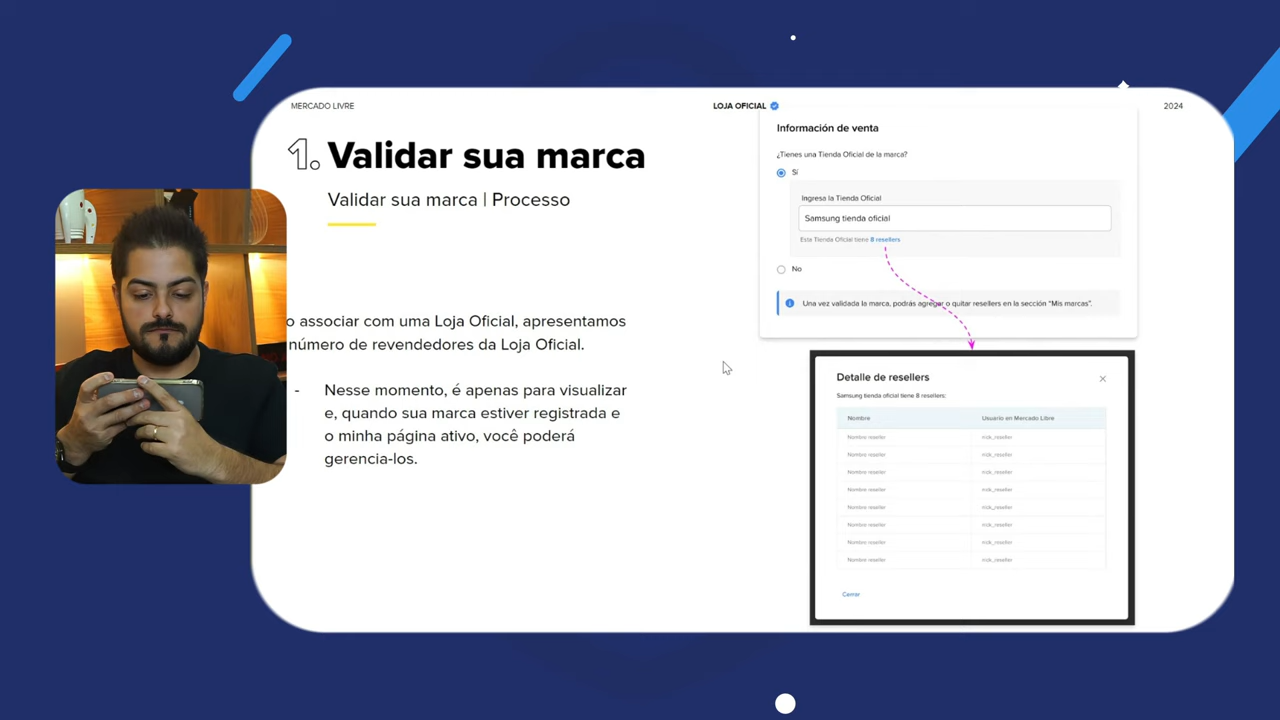 MERCADO LIVRE
LOJA OFICIAL
2024
1. Validar sua marca
Validar sua marca | Processo
o associar com uma Loja Oficial, apresentamos
número de revendedores da Loja Oficial.
- Nesse momento, é apenas para visualizar
e, quando sua marca estiver registrada e
o minha página ativo, você poderá
gerencia-los.
Información de venta
¿Tienes una Tienda Oficial de la marca?
Sí
Ingresa la Tienda Oficial
Samsung tienda oficial
Esta Tienda Oficial tiene 8 resellers
No
Una vez validada la marca, podrás agregar o quitar resellers en la sección "Mis marcas".
Detalle de resellers
Samsung tienda oficial tiene 8 resellers:
Nombre Usuario en Mercado Libre
Nombre reseller nick_reseller
Nombre reseller nick_reseller
Nombre reseller nick_reseller
Nombre reseller nick_reseller
Nombre reseller nick_reseller
Nombre reseller nick_reseller
Nombre reseller nick_reseller
Nombre reseller nick_reseller
Cerrar